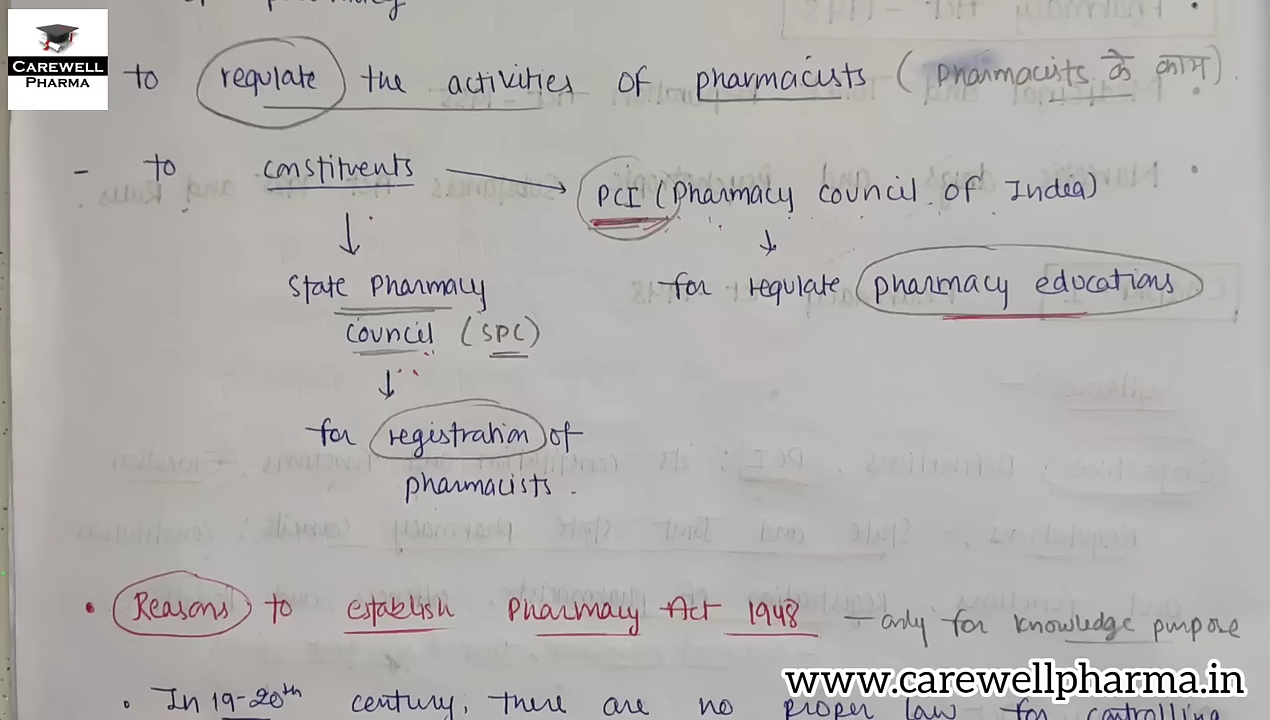 pharmacy
CAREWELL
PHARMA
to regulate the activities of pharmacists (pharmacists के काम).
- to constituents → PCI (Pharmacy council of India)
↓ ↓
State Pharmacy for regulate pharmacy educations
Council (SPC)
↓
for registration of
pharmacists.
• Reasons to establish Pharmacy Act 1948 - only for knowledge purpose
www.carewellpharma.in
• In 19-20th century, there are no proper law for controlling